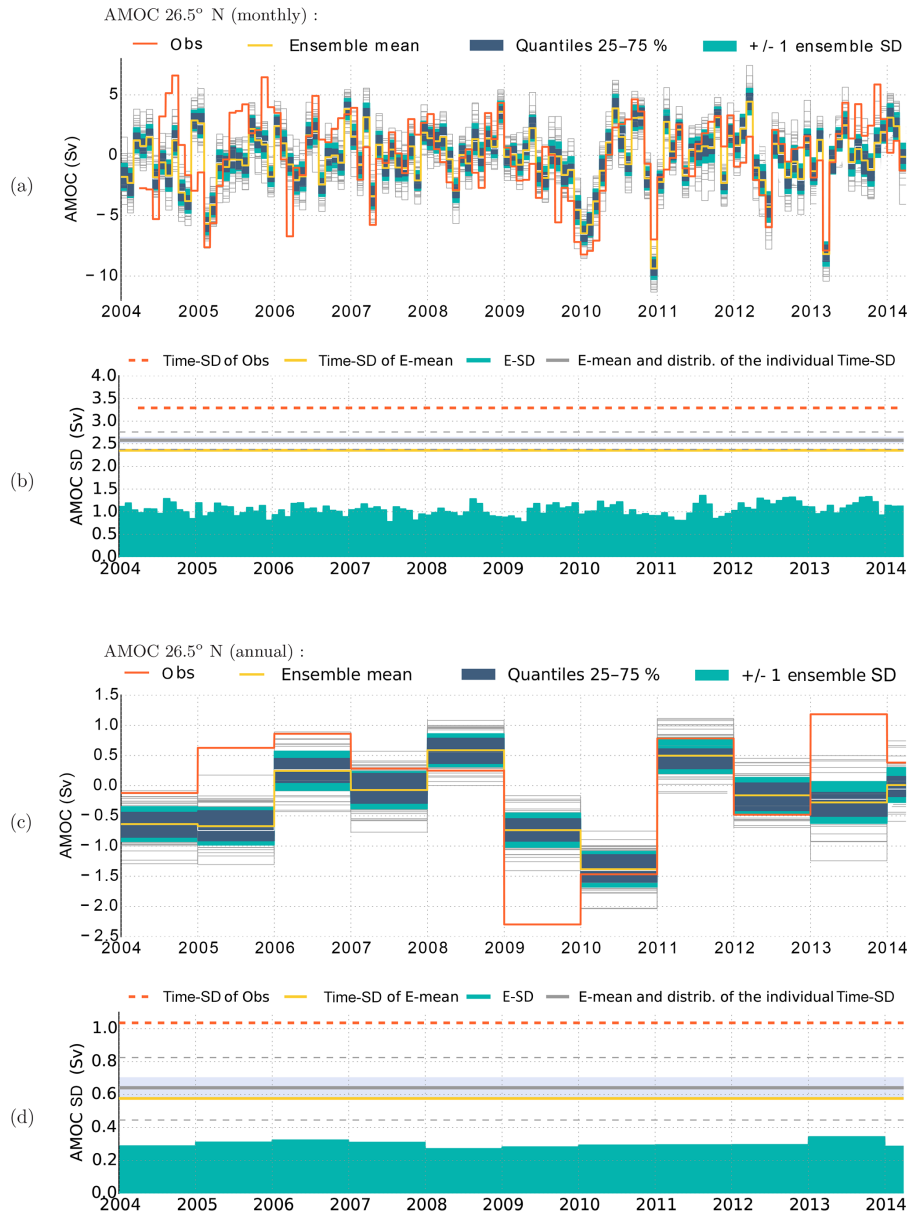 AMOC 26.5° N (monthly) :
Obs Ensemble mean Quantiles 25–75 % +/- 1 ensemble SD
(a)
AMOC (Sv)
5
0
−5
−10
2004 2005 2006 2007 2008 2009 2010 2011 2012 2013 2014
Time-SD of Obs Time-SD of E-mean E-SD E-mean and distrib. of the individual Time-SD
(b)
AMOC SD (Sv)
4.0
3.5
3.0
2.5
2.0
1.5
1.0
0.5
0.0
2004 2005 2006 2007 2008 2009 2010 2011 2012 2013 2014
AMOC 26.5° N (annual) :
Obs Ensemble mean Quantiles 25–75 % +/- 1 ensemble SD
(c)
AMOC (Sv)
1.5
1.0
0.5
0.0
−0.5
−1.0
−1.5
−2.0
−2.5
2004 2005 2006 2007 2008 2009 2010 2011 2012 2013 2014
Time-SD of Obs Time-SD of E-mean E-SD E-mean and distrib. of the individual Time-SD
(d)
AMOC SD (Sv)
1.0
0.8
0.6
0.4
0.2
0.0
2004 2005 2006 2007 2008 2009 2010 2011 2012 2013 2014